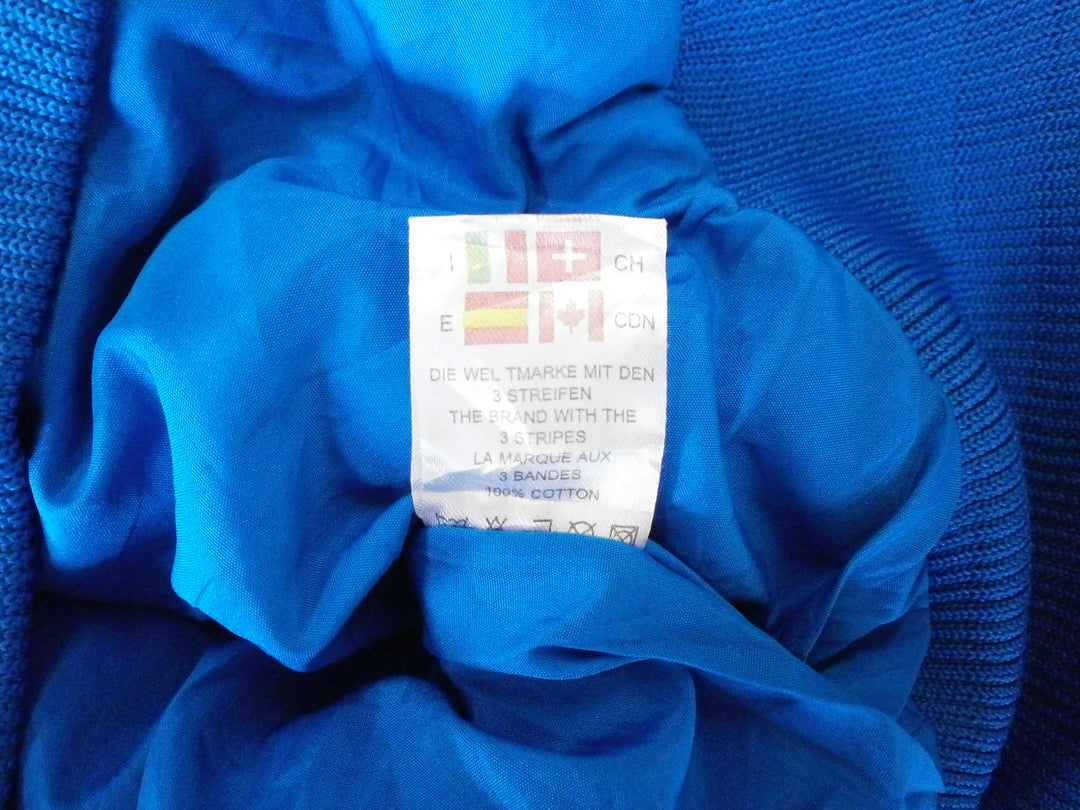 I CH
E CDN
DIE WEL TMARKE MIT DEN
3 STREIFEN
THE BRAND WITH THE
3 STRIPES
LA MARQUE AUX
3 BANDES
100% COTTON